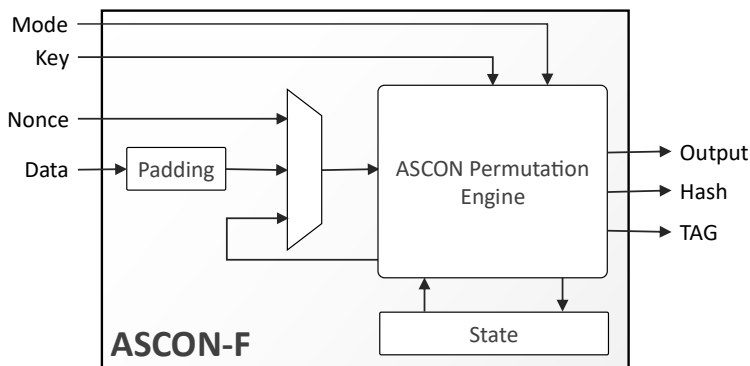 Mode
Key
Nonce
Data
Padding
ASCON Permutation
Engine
Output
Hash
TAG
State
ASCON-F